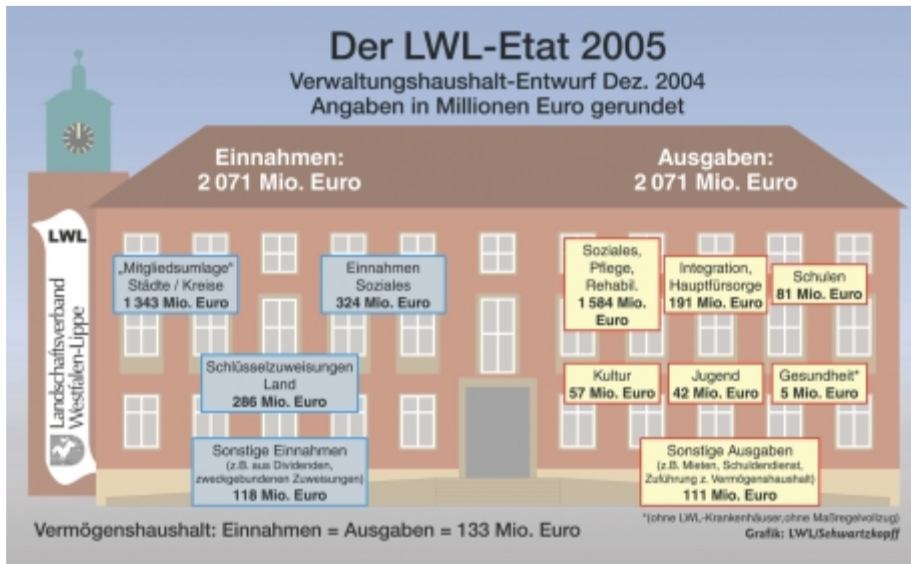 Der LWL-Etat 2005
Verwaltungshaushalt-Entwurf Dez. 2004
Angaben in Millionen Euro gerundet
Einnahmen:
2 071 Mio. Euro
Ausgaben:
2 071 Mio. Euro
LWL
Landschaftsverband
Westfalen-Lippe
„Mitgliedsumlage“
Städte / Kreise
1 343 Mio. Euro
Einnahmen
Soziales
324 Mio. Euro
Schlüsselzuweisungen
Land
286 Mio. Euro
Sonstige Einnahmen
(z.B. aus Dividenden,
zweckgebundenen Zuweisungen)
118 Mio. Euro
Soziales,
Pflege,
Rehabil.
1 584 Mio.
Euro
Integration,
Hauptfürsorge
191 Mio. Euro
Schulen
81 Mio. Euro
Kultur
57 Mio. Euro
Jugend
42 Mio. Euro
Gesundheit*
5 Mio. Euro
Sonstige Ausgaben
(z.B. Mieten, Schuldendienst,
Zuführung z. Vermögenshaushalt)
111 Mio. Euro
*(ohne LWL-Krankenhäuser,ohne Maßregelvollzug)
Vermögenshaushalt: Einnahmen = Ausgaben = 133 Mio. Euro
Grafik: LWL/Schwartzkopff